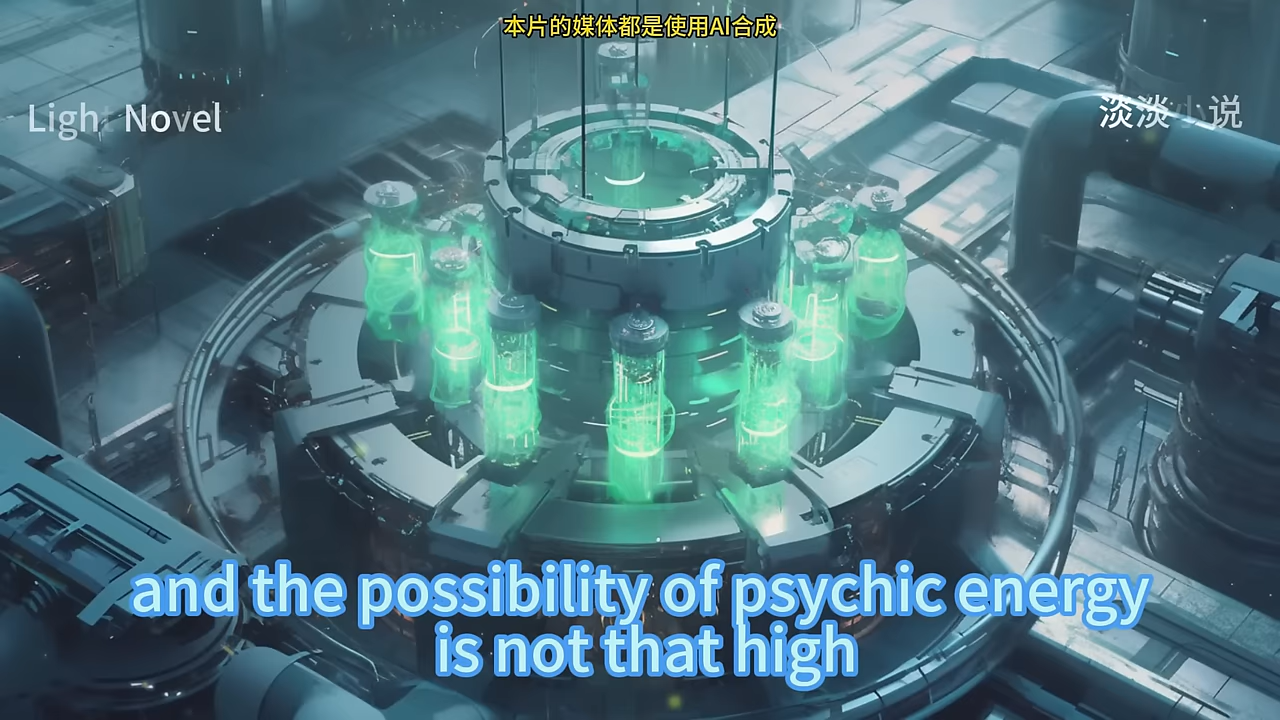 本片的媒体都是使用AI合成
Light Novel
淡淡小说
and the possibility of psychic energy
is not that high